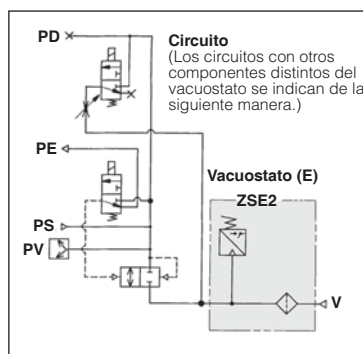 PD
Circuito
(Los circuitos con otros
componentes distintos del
vacuostato se indican de la
siguiente manera.)
PE
Vacuostato (E)
ZSE2
PS
PV
V